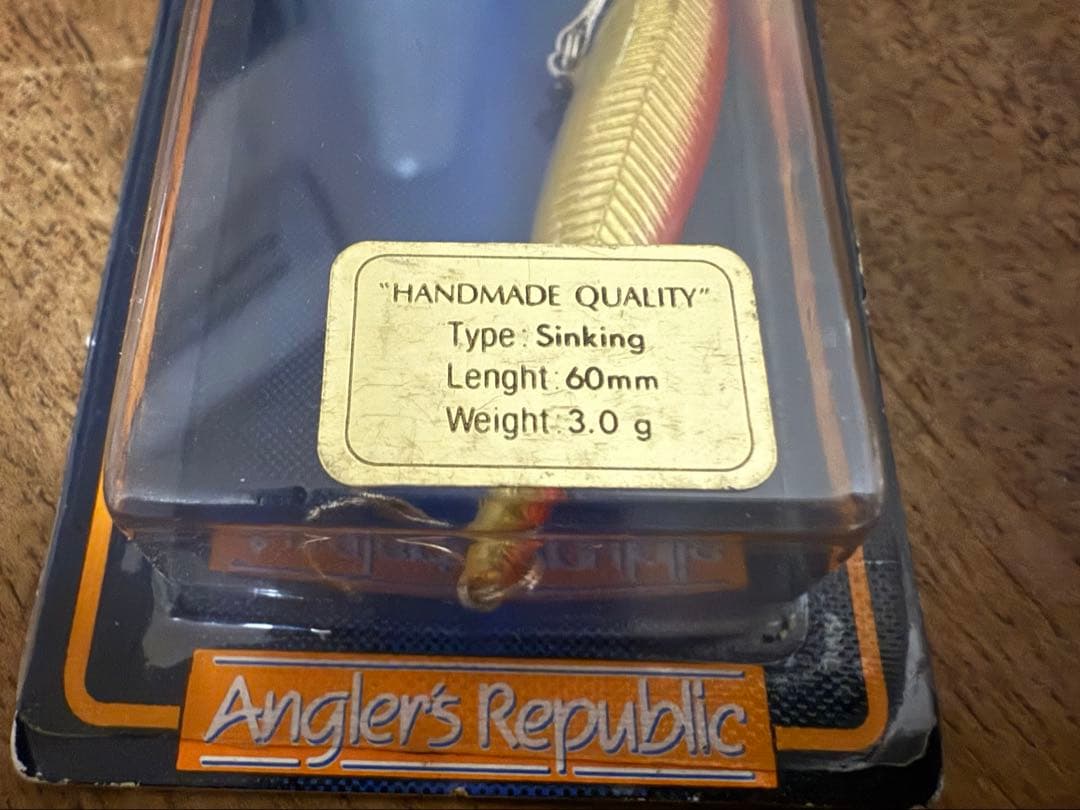 "HANDMADE QUALITY"
Type: Sinking
Lenght: 60mm
Weight: 3.0 g
Angler's Republic